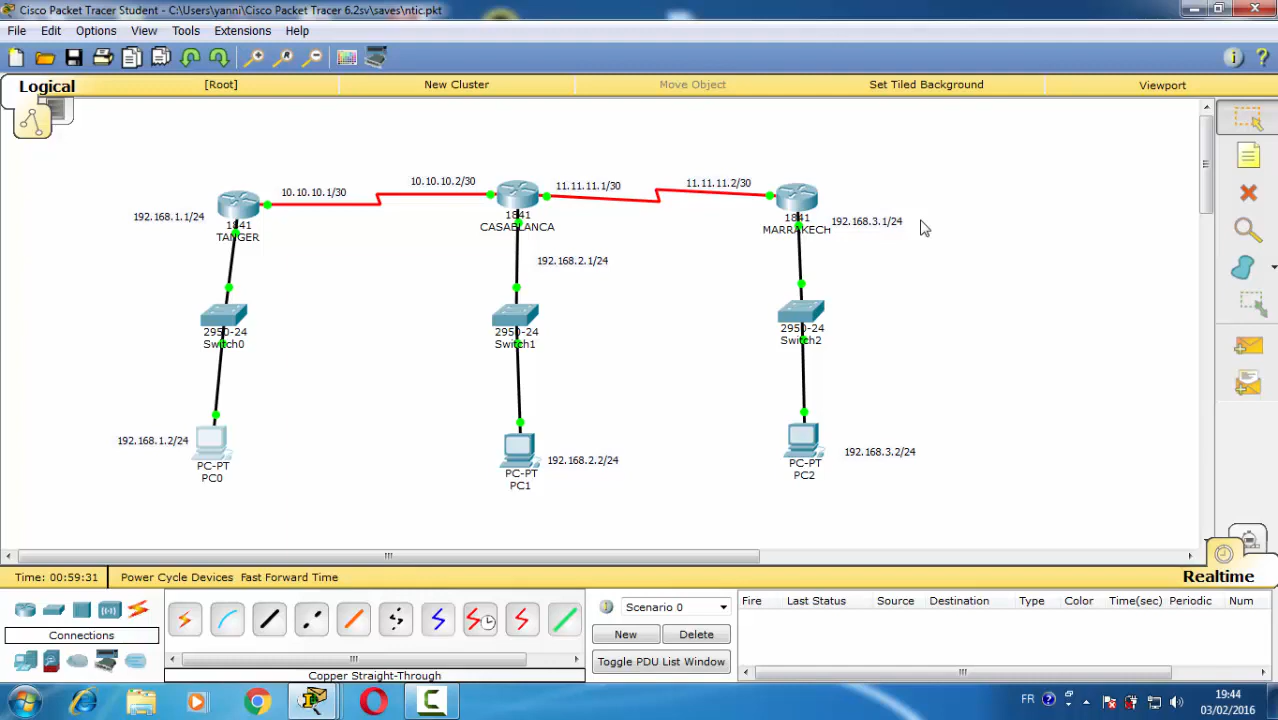 Cisco Packet Tracer Student - C:\Users\yanni\Cisco Packet Tracer 6.2sv\saves\ntic.pkt
File Edit Options View Tools Extensions Help
Logical [Root] New Cluster Move Object Set Tiled Background Viewport
10.10.10.1/30 10.10.10.2/30 11.11.11.1/30 11.11.11.2/30
192.168.1.1/24
1841
TANGER
1841
CASABLANCA
1841
MARRAKECH
192.168.3.1/24
192.168.2.1/24
2950-24
Switch0
2950-24
Switch1
2950-24
Switch2
192.168.1.2/24
PC-PT
PC0
PC-PT
PC1
192.168.2.2/24
PC-PT
PC2
192.168.3.2/24
Time: 00:59:31 Power Cycle Devices Fast Forward Time
Realtime
Connections
Copper Straight-Through
Scenario 0
New Delete
Toggle PDU List Window
Fire Last Status Source Destination Type Color Time(sec) Periodic Num
FR
19:44
03/02/2016